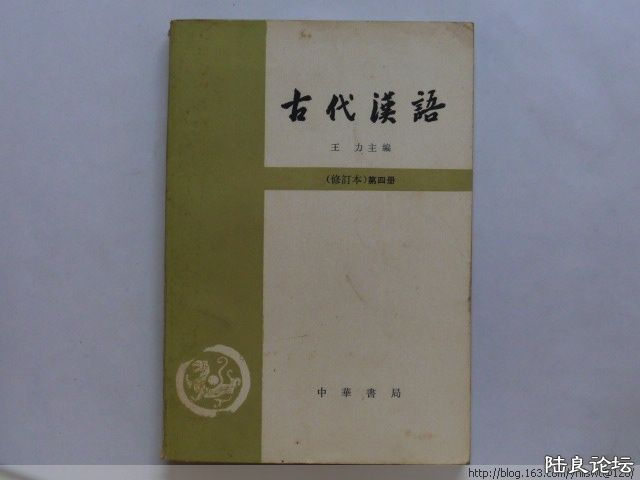 古代漢語
王 力主編
(修訂本)第四册
中華書局
陆良论坛